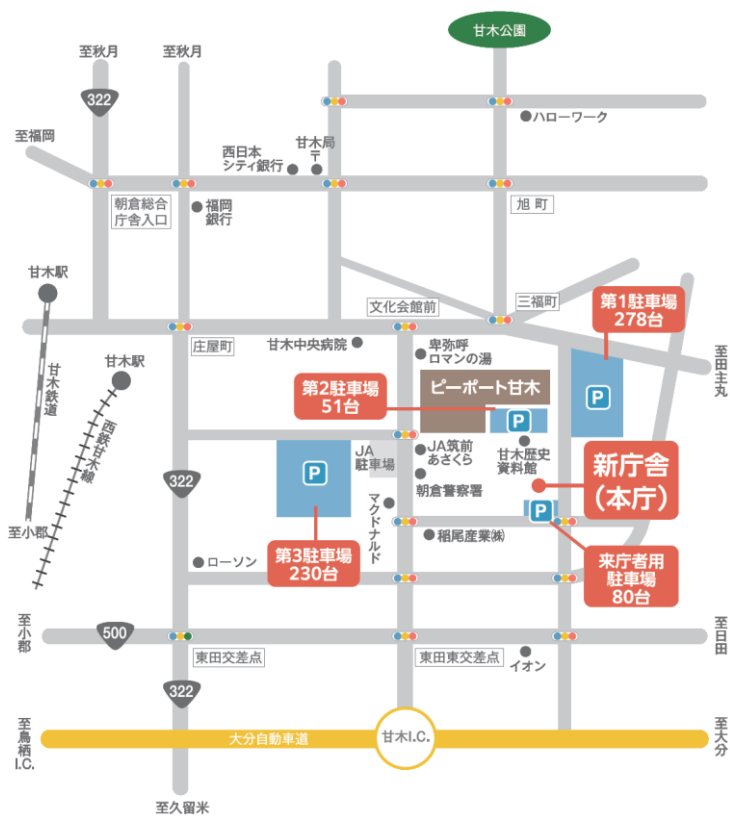 甘木公園
至秋月
至秋月
322
ハローワーク
至福岡
西日本
シティ銀行
甘木局
〒
朝倉総合
庁舎入口
福岡
銀行
旭町
甘木駅
文化会館前
三福町
第1駐車場
278台
庄屋町
甘木中央病院
卑弥呼
ロマンの湯
至田主丸
甘木鉄道
甘木駅
第2駐車場
51台
ピーポート甘木
P
P
西鉄甘木線
JA
駐車場
P
JA筑前
あさくら
甘木歴史
資料館
新庁舎
(本庁)
322
朝倉警察署
マクドナルド
P
至小郡
稲尾産業㈱
ローソン
第3駐車場
230台
来庁者用
駐車場
80台
至小郡
500
至日田
東田交差点
東田東交差点
イオン
322
至鳥栖I.C.
大分自動車道
甘木I.C.
至大分
至久留米